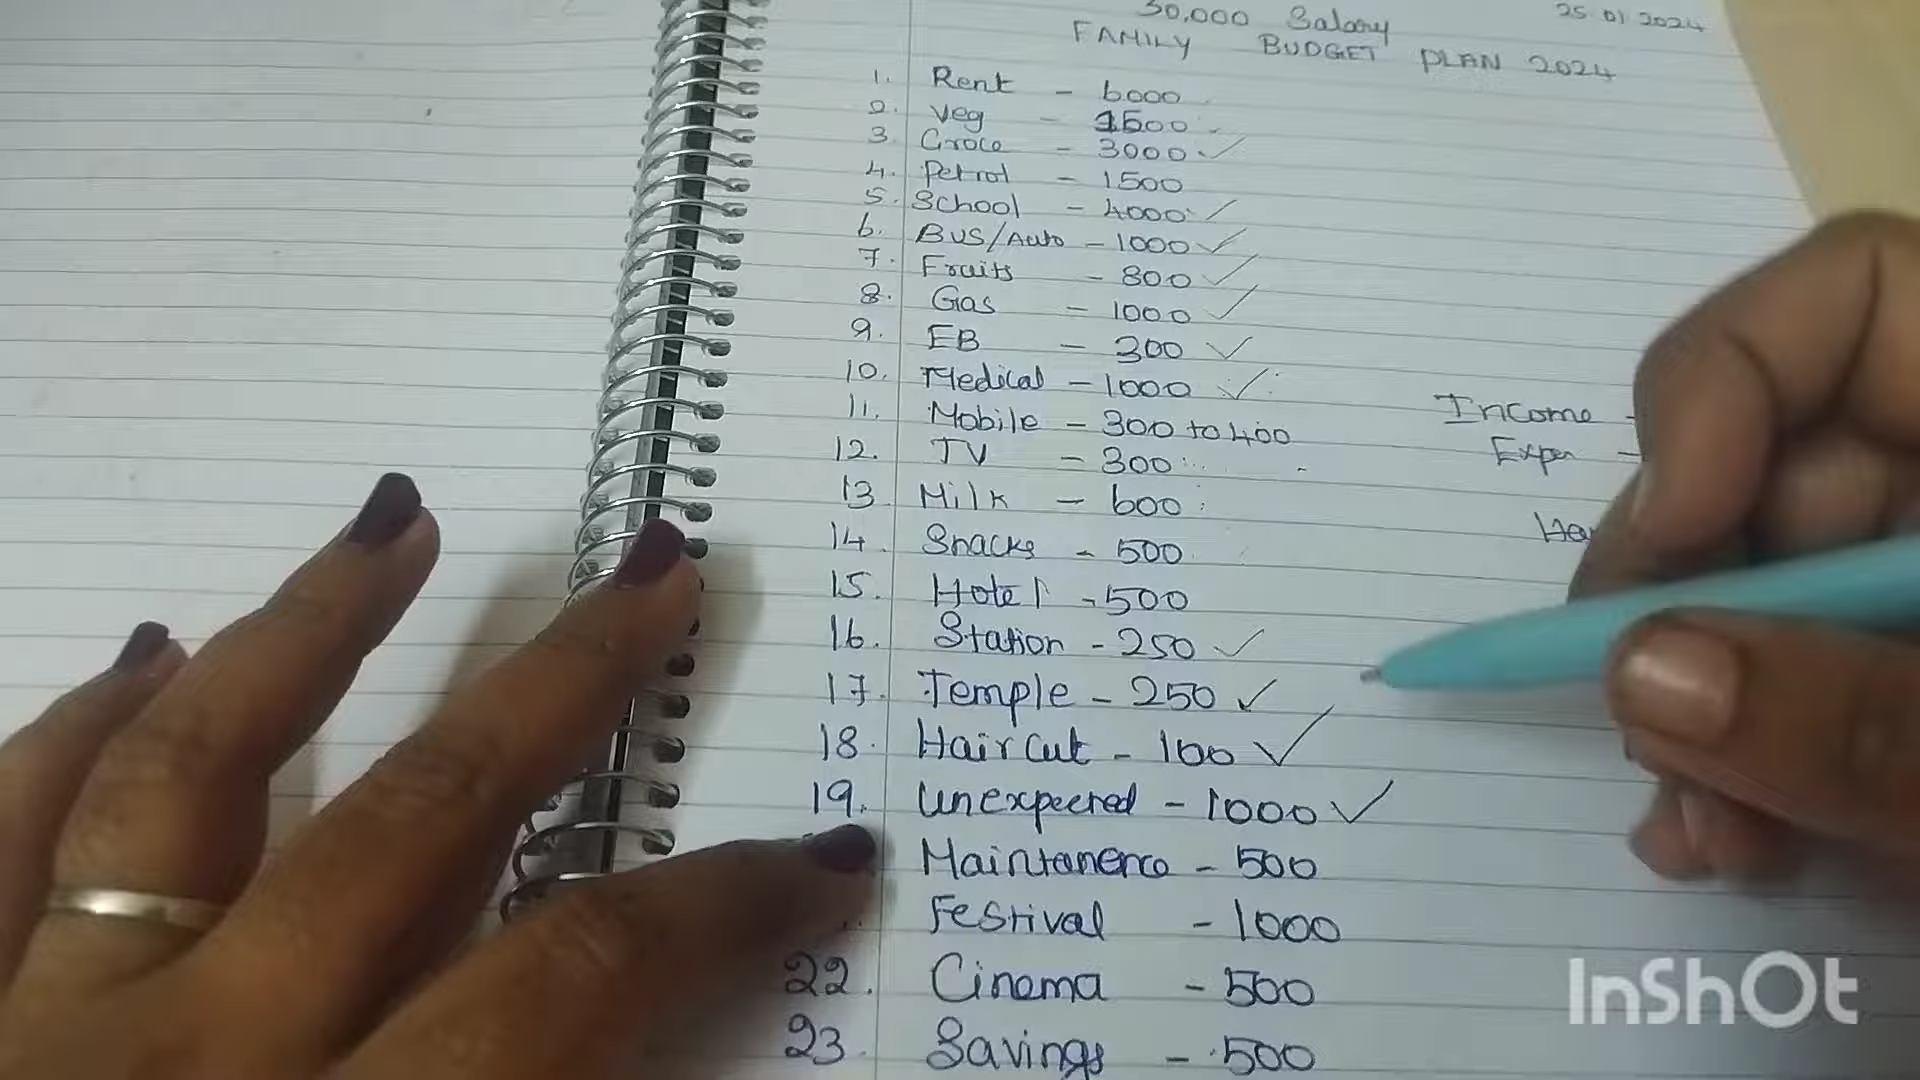 30,000 Salary 25.01.2024
FAMILY BUDGET PLAN 2024
1. Rent - 6000
2. Veg - 1500
3. Groce - 3000 ✓
4. Petrol - 1500
5. School - 4000 ✓
6. BUS/Auto - 1000 ✓
7. Fruits - 800 ✓
8. Gas - 1000 ✓
9. EB - 300 ✓
10. Medical - 1000 ✓
11. Mobile - 300 to 400
12. TV - 300
13. Milk - 600
14. Snacks - 500
15. Hotel - 500
16. Station - 250 ✓
17. Temple - 250 ✓
18. Haircut - 100 ✓
19. Unexpected - 1000 ✓
Maintanence - 500
Festival - 1000
22. Cinema - 500
23. Savings - 500
Income -
Expen -
InShOt